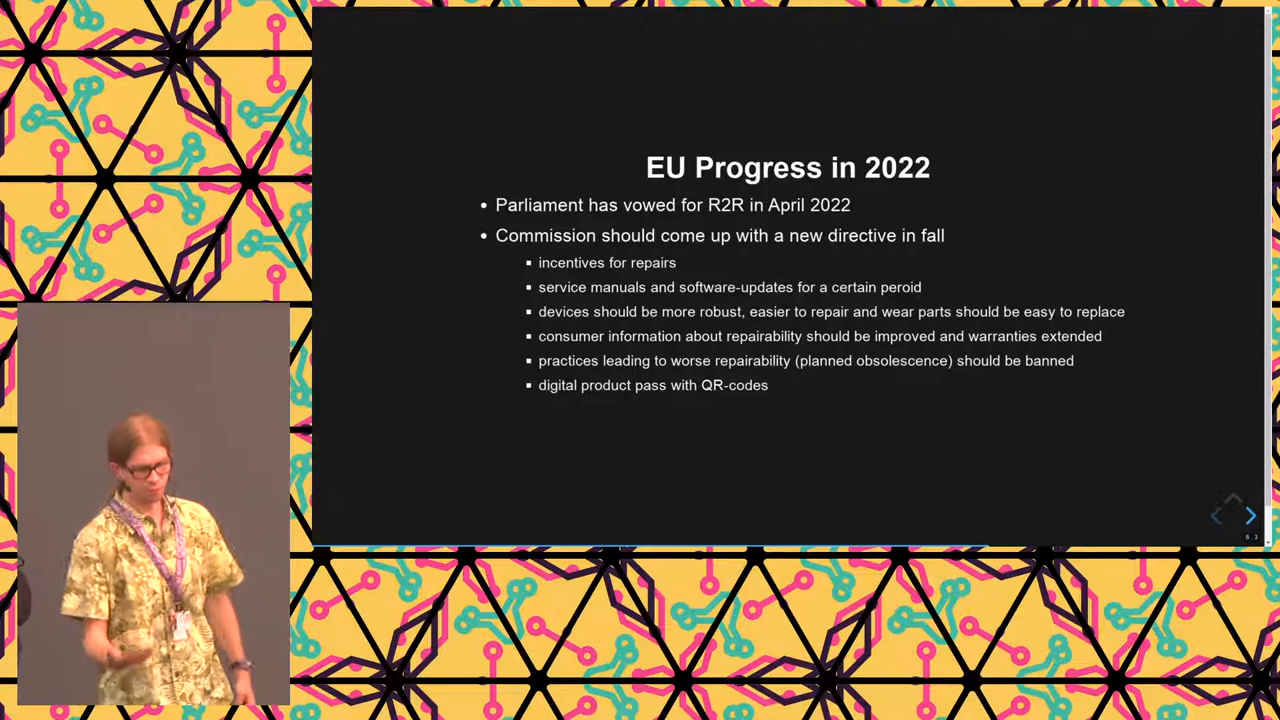 EU Progress in 2022
Parliament has vowed for R2R in April 2022
Commission should come up with a new directive in fall
incentives for repairs
service manuals and software-updates for a certain peroid
devices should be more robust, easier to repair and wear parts should be easy to replace
consumer information about repairability should be improved and warranties extended
practices leading to worse repairability (planned obsolescence) should be banned
digital product pass with QR-codes
6 3